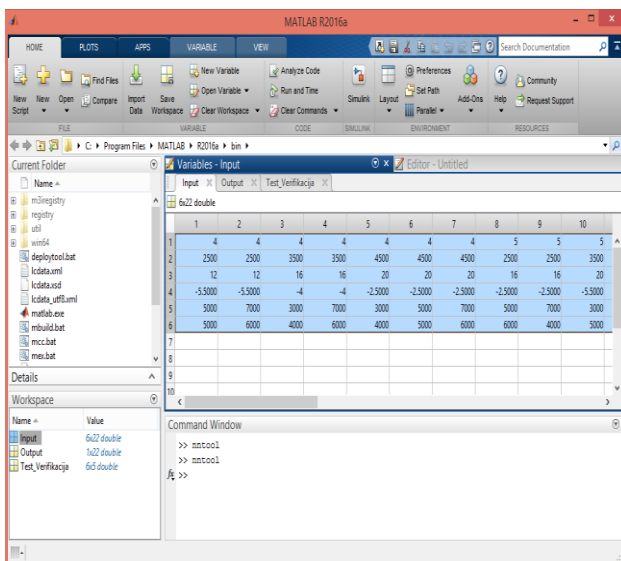 MATLAB R2016a
HOME PLOTS APPS VARIABLE VIEW Search Documentation
New Script New Open Find Files Compare Import Data Save Workspace New Variable Open Variable Clear Workspace Analyze Code Run and Time Clear Commands Simulink Layout Preferences Set Path Parallel Add-Ons Help Community Request Support
FILE VARIABLE CODE SIMULINK ENVIRONMENT RESOURCES
C: Program Files MATLAB R2016a bin
Current Folder
Name
m3iregistry
registry
util
win64
deploytool.bat
lcdata.xml
lcdata.xsd
lcdata_utf8.xml
matlab.exe
mbuild.bat
mcc.bat
mex.bat
Details
Workspace
Name Value
Input 6x22 double
Output 1x22 double
Test_Verifikacija 6x5 double
Variables - Input Editor - Untitled
Input Output Test_Verifikacija
6x22 double
1 2 3 4 5 6 7 8 9 10
1 4 4 4 4 4 4 4 5 5 5
2 2500 2500 3500 3500 4500 4500 4500 2500 2500 3500
3 12 12 16 16 20 20 20 16 16 20
4 -5.5000 -5.5000 -4 -4 -2.5000 -2.5000 -2.5000 -2.5000 -2.5000 -5.5000
5 5000 7000 3000 7000 3000 5000 7000 5000 7000 3000
6 5000 6000 4000 6000 4000 5000 6000 6000 4000 5000
7
8
9
10
Command Window
>> nntool
>> nntool
fx >>